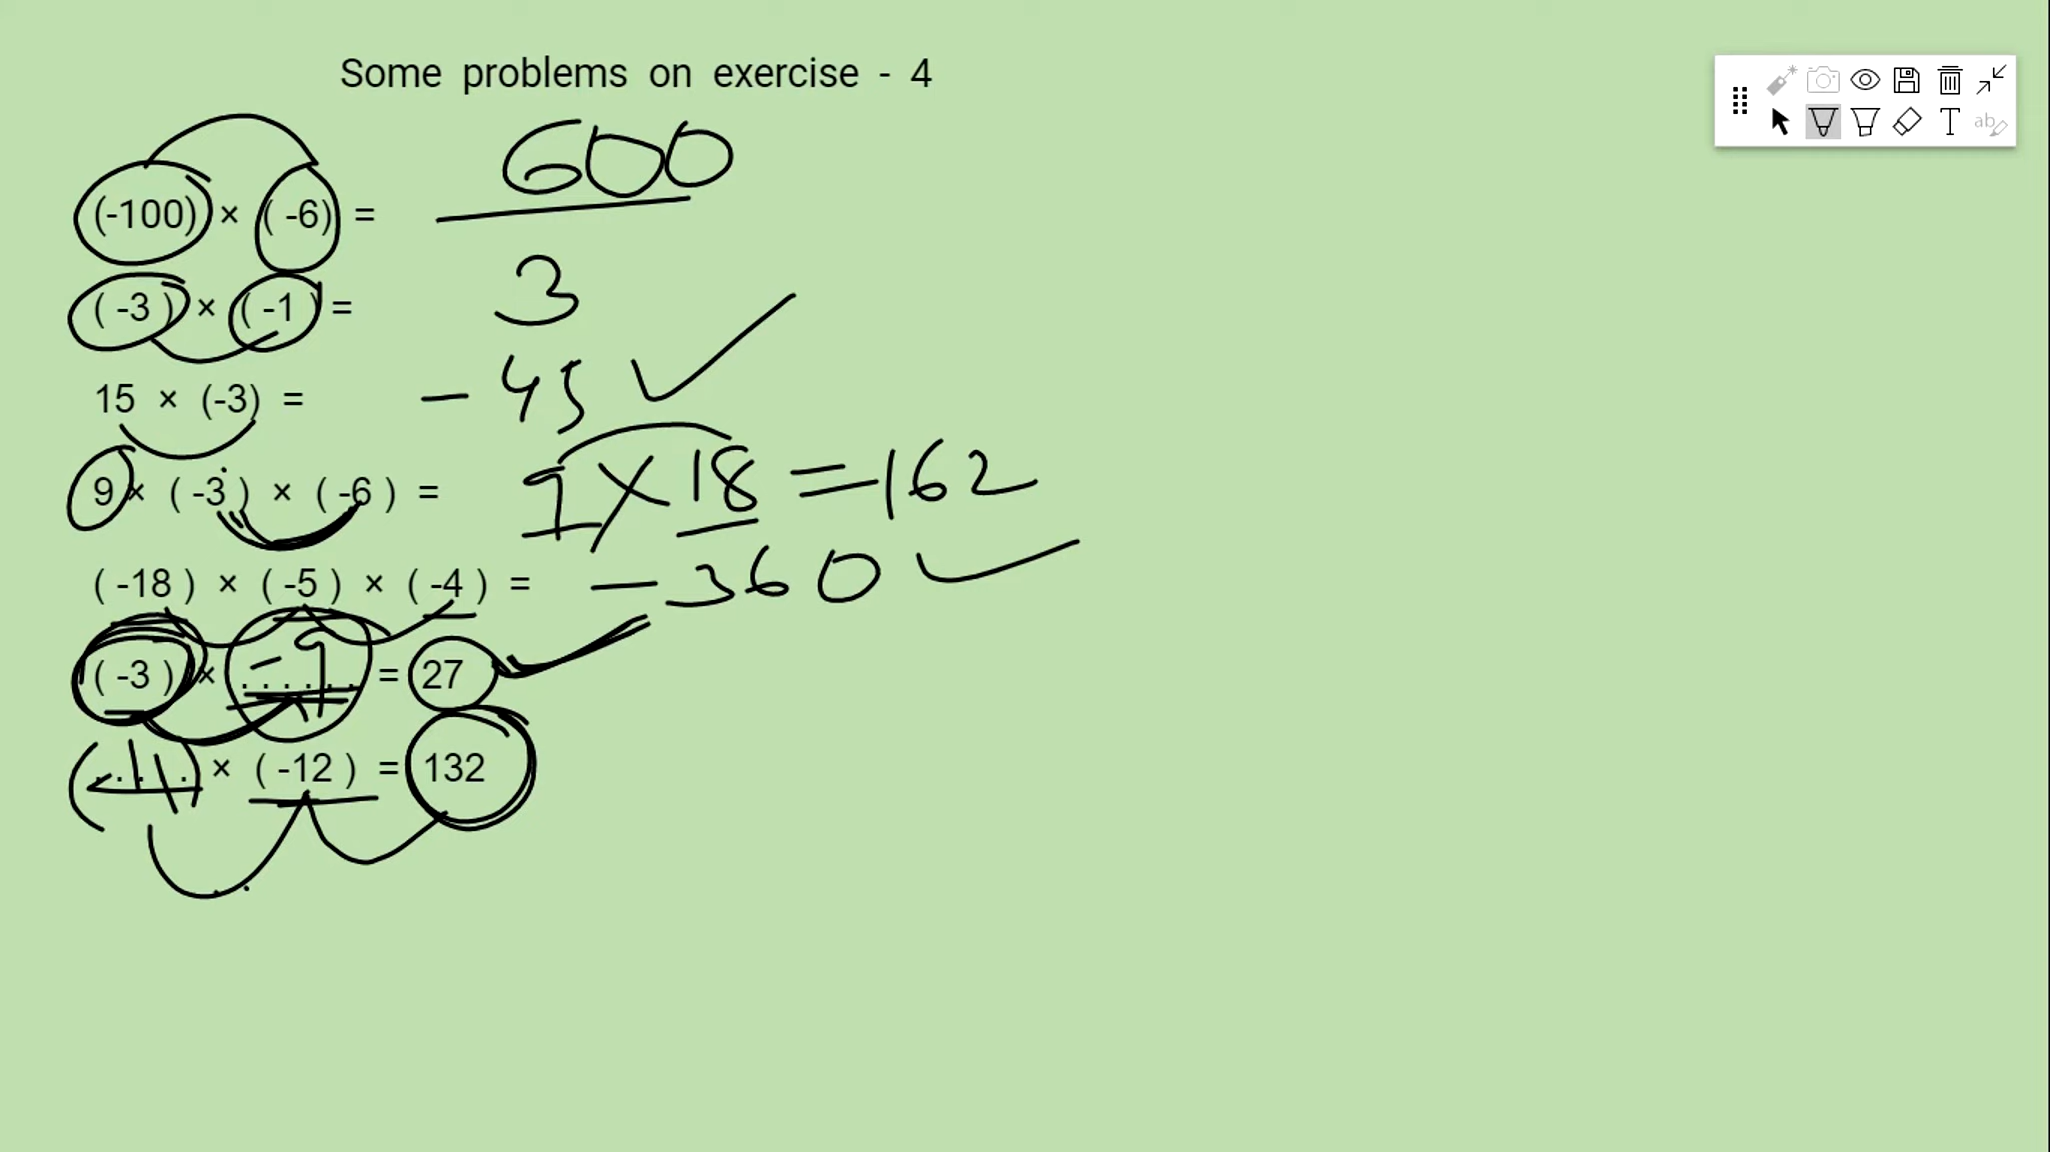 Some problems on exercise - 4
(-100) × ( -6) = 600
( -3 ) × ( -1 ) = 3
15 × (-3) = - 45
9 × ( -3 ) × ( -6 ) = 9 × 18 = 162
( -18 ) × ( -5 ) × ( -4 ) = - 360
( -3 ) × ...-9... = 27
(-11) × ( -12 ) = 132